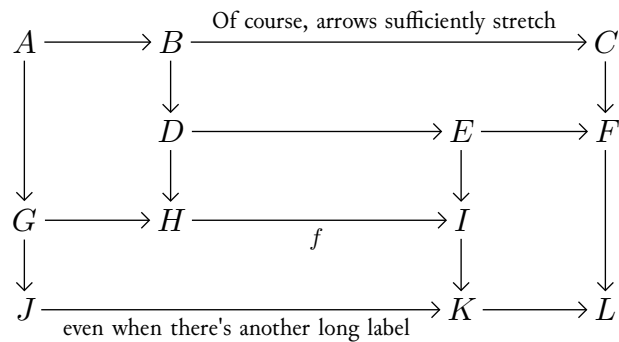 Of course, arrows sufficiently stretch
A B C
D E F
G H I
f
J K L
even when there's another long label